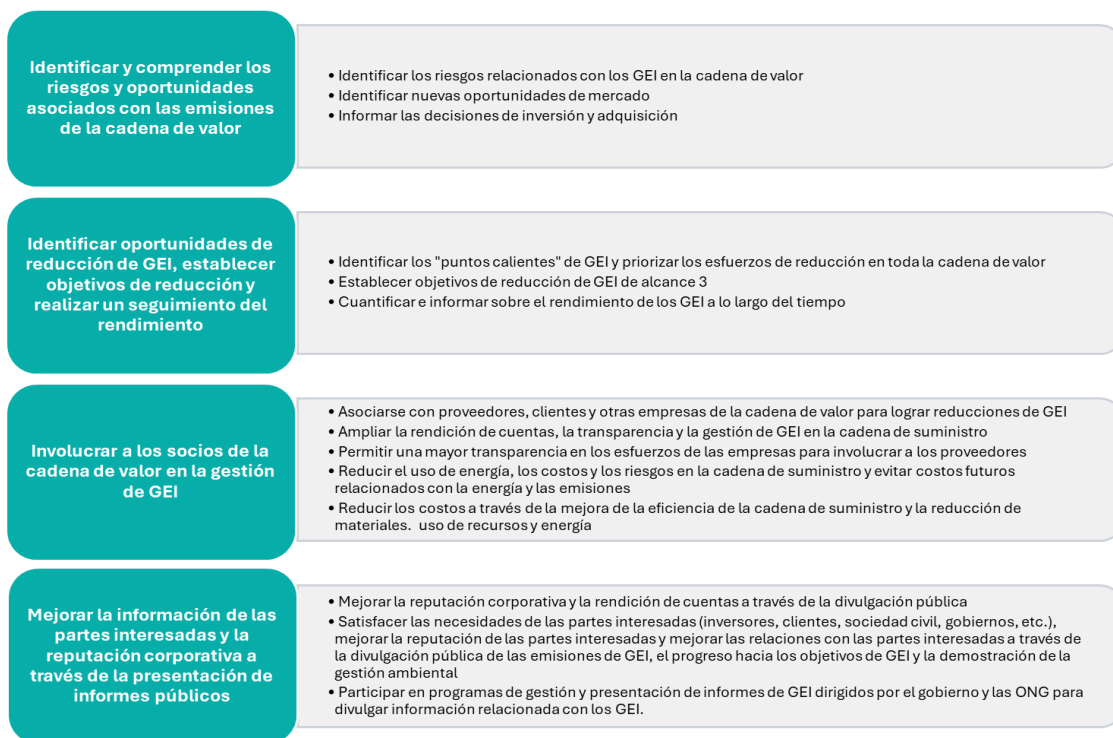 Identificar y comprender los
riesgos y oportunidades
asociados con las emisiones
de la cadena de valor
• Identificar los riesgos relacionados con los GEI en la cadena de valor
• Identificar nuevas oportunidades de mercado
• Informar las decisiones de inversión y adquisición
Identificar oportunidades de
reducción de GEI, establecer
objetivos de reducción y
realizar un seguimiento del
rendimiento
• Identificar los "puntos calientes" de GEI y priorizar los esfuerzos de reducción en toda la cadena de valor
• Establecer objetivos de reducción de GEI de alcance 3
• Cuantificar e informar sobre el rendimiento de los GEI a lo largo del tiempo
Involucrar a los socios de la
cadena de valor en la gestión
de GEI
• Asociarse con proveedores, clientes y otras empresas de la cadena de valor para lograr reducciones de GEI
• Ampliar la rendición de cuentas, la transparencia y la gestión de GEI en la cadena de suministro
• Permitir una mayor transparencia en los esfuerzos de las empresas para involucrar a los proveedores
• Reducir el uso de energía, los costos y los riesgos en la cadena de suministro y evitar costos futuros
relacionados con la energía y las emisiones
• Reducir los costos a través de la mejora de la eficiencia de la cadena de suministro y la reducción de
materiales.  uso de recursos y energía
Mejorar la información de las
partes interesadas y la
reputación corporativa a
través de la presentación de
informes públicos
• Mejorar la reputación corporativa y la rendición de cuentas a través de la divulgación pública
• Satisfacer las necesidades de las partes interesadas (inversores, clientes, sociedad civil, gobiernos, etc.),
mejorar la reputación de las partes interesadas y mejorar las relaciones con las partes interesadas a través de
la divulgación pública de las emisiones de GEI, el progreso hacia los objetivos de GEI y la demostración de la
gestión ambiental
• Participar en programas de gestión y presentación de informes de GEI dirigidos por el gobierno y las ONG para
divulgar información relacionada con los GEI.